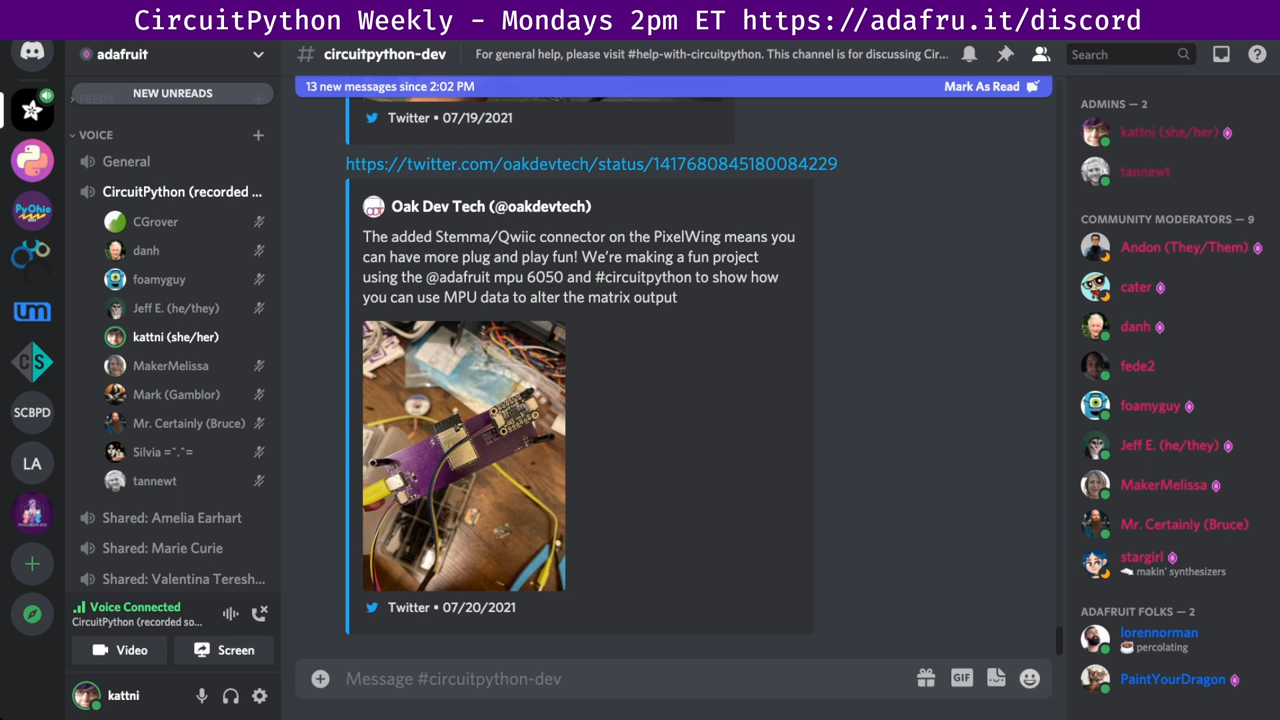 CircuitPython Weekly - Mondays 2pm ET https://adafru.it/discord
adafruit
NEW UNREADS
VOICE
General
CircuitPython (recorded ...
CGrover
danh
foamyguy
Jeff E. (he/they)
kattni (she/her)
MakerMelissa
Mark (Gamblor)
Mr. Certainly (Bruce)
Silvia =^.^=
tannewt
Shared: Amelia Earhart
Shared: Marie Curie
Shared: Valentina Teresh...
Voice Connected
CircuitPython (recorded so...
Video
Screen
kattni
PyOhio
um
CS
SCBPD
LA
# circuitpython-dev
For general help, please visit #help-with-circuitpython. This channel is for discussing Cir...
Search
13 new messages since 2:02 PM
Mark As Read
Twitter • 07/19/2021
https://twitter.com/oakdevtech/status/1417680845180084229
Oak Dev Tech (@oakdevtech)
The added Stemma/Qwiic connector on the PixelWing means you
can have more plug and play fun! We're making a fun project
using the @adafruit mpu 6050 and #circuitpython to show how
you can use MPU data to alter the matrix output
Twitter • 07/20/2021
Message #circuitpython-dev
GIF
ADMINS — 2
kattni (she/her)
tannewt
COMMUNITY MODERATORS — 9
Andon (They/Them)
cater
danh
fede2
foamyguy
Jeff E. (he/they)
MakerMelissa
Mr. Certainly (Bruce)
stargirl
makin' synthesizers
ADAFRUIT FOLKS — 2
lorennorman
percolating
PaintYourDragon